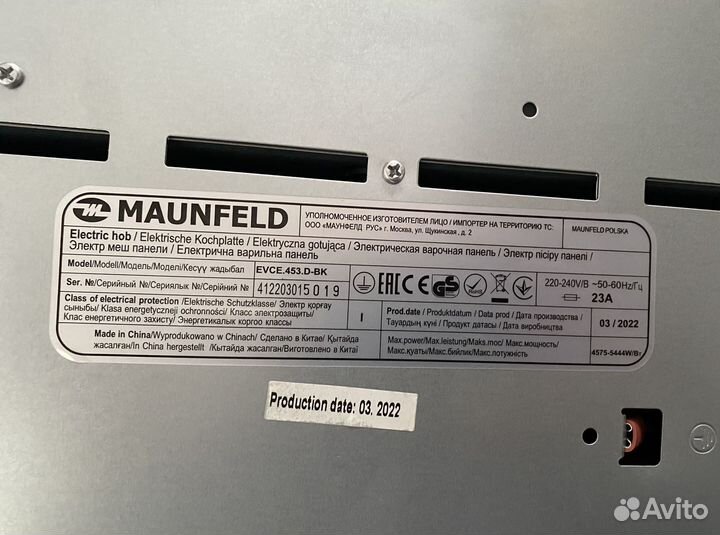 MAUNFELD
УПОЛНОМОЧЕННОЕ ИЗГОТОВИТЕЛЕМ ЛИЦО / ИМПОРТЕР НА ТЕРРИТОРИЮ ТС:
ООО «МАУНФЕЛД РУС» г. Москва, ул. Щукинская , д. 2
MAUNFELD POLSKA
Electric hob / Elektrische Kochplatte / Elektryczna gotująca / Электрическая варочная панель / Электр пісіру панелі /
Электр меш панели / Електрична варильна панель
Model/Modell/Модель/Моделі/Кесүү жадыбал
EVCE.453.D-BK
Ser. №/Серийный №/Сериялык №/Серійний №
412203015 0 1 9
EAC CE
220-240V/В ~50-60Hz/Гц
23A
Class of electrical protection /Elektrische Schutzklasse/ Электр қорғау
сыныбы/ Klasa energetycznej ochronności/ Класс электрозащиты/
Клас енергетичного захисту/ Энергетикалык коргоо классы
I
Prod.date/ Produktdatum / Data prod / Дата производства /
Тауардың күні / Продукт датасы / Дата виробництва
03 / 2022
Made in China/Wyprodukowano w Chinach/ Сделано в Китае/ Қытайда
жасалған/ In China hergestellt /Кытайда жасалган/Виготовлено в Китаї
Max.power/Max.leistung/Maks.moc/ Макс.мощность/
Макс.қуаты/ Макс.бийлик/Макс.потужність
4575-5444W/Вт
Production date: 03. 2022
Avito